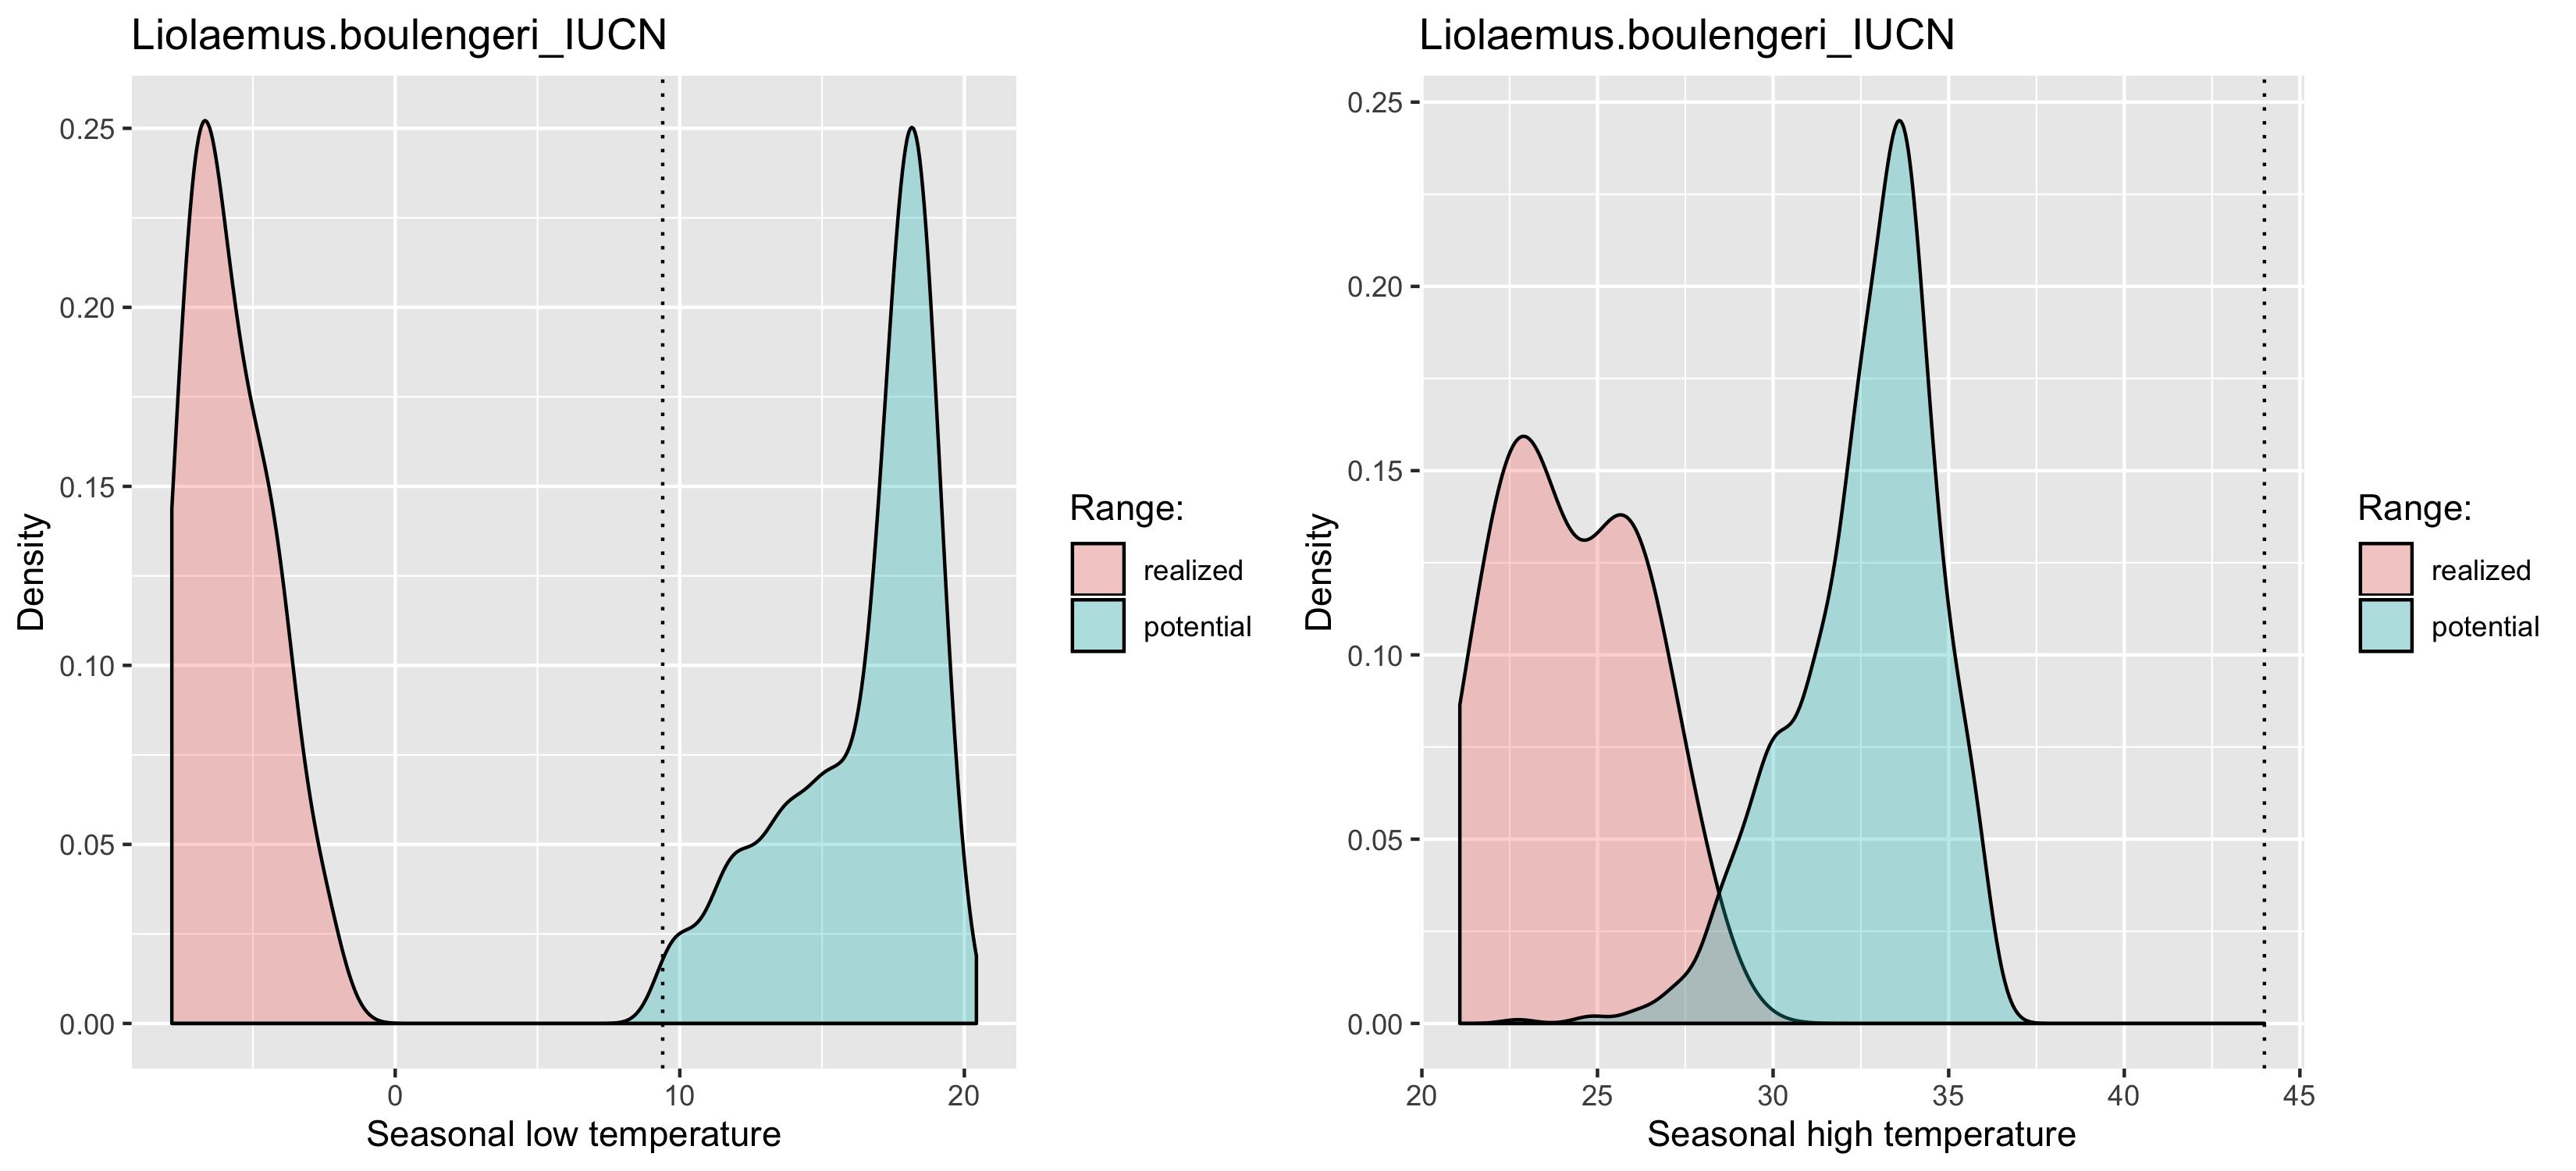 Liolaemus.boulengeri_IUCN
Density
0.25
0.20
0.15
0.10
0.05
0.00
0
10
20
Seasonal low temperature
Range:
realized
potential
Liolaemus.boulengeri_IUCN
Density
0.25
0.20
0.15
0.10
0.05
0.00
20
25
30
35
40
45
Seasonal high temperature
Range:
realized
potential